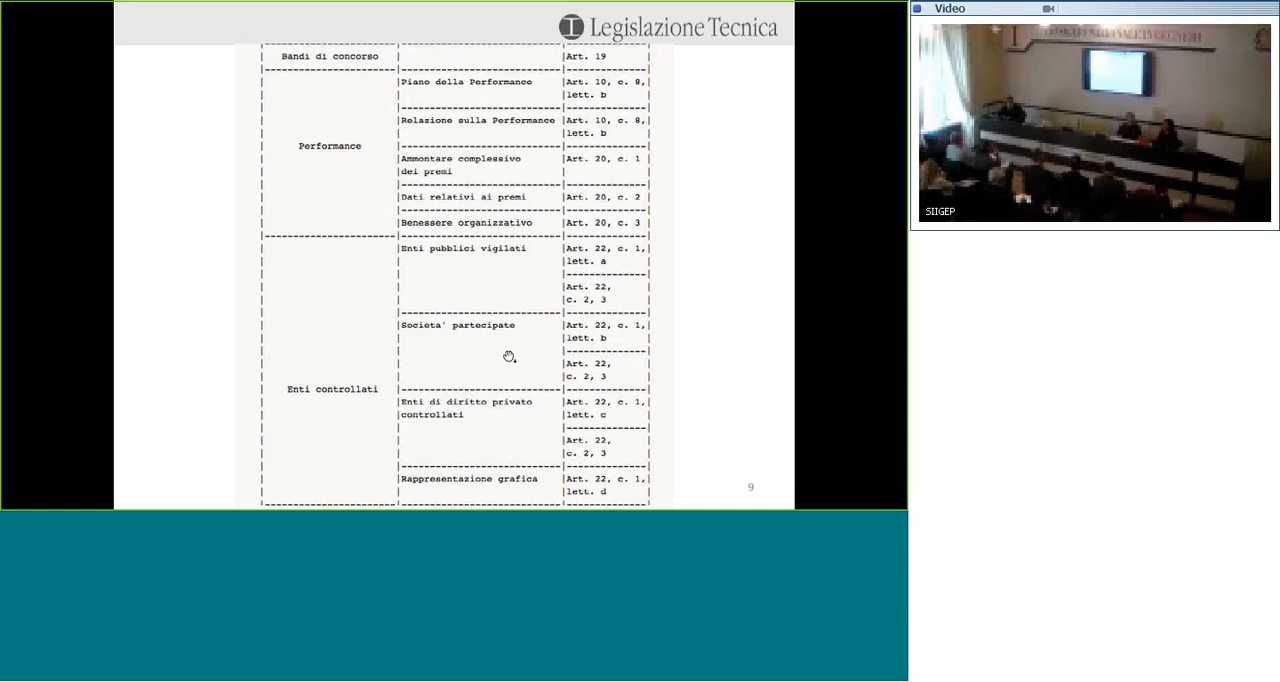 Legislazione Tecnica
Video
Bandi di concorso Art. 19
Performance
Piano della Performance Art. 10, c. 8,
lett. b
Relazione sulla Performance Art. 10, c. 8,
lett. b
Ammontare complessivo Art. 20, c. 1
dei premi
Dati relativi ai premi Art. 20, c. 2
Benessere organizzativo Art. 20, c. 3
Enti controllati
Enti pubblici vigilati Art. 22, c. 1,
lett. a
Art. 22,
c. 2, 3
Societa' partecipate Art. 22, c. 1,
lett. b
Art. 22,
c. 2, 3
Enti di diritto privato Art. 22, c. 1,
controllati lett. c
Art. 22,
c. 2, 3
Rappresentazione grafica Art. 22, c. 1,
lett. d
9
SIIGEP